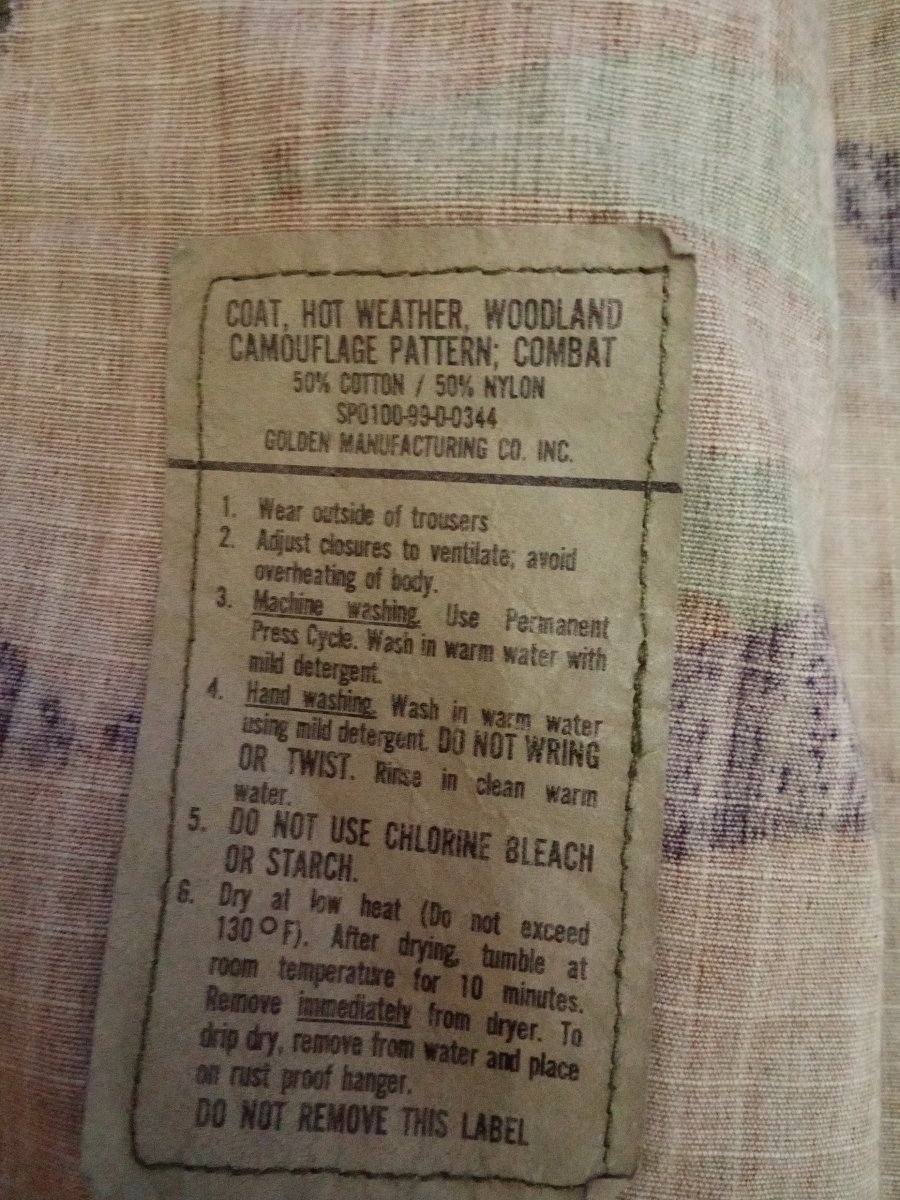 COAT, HOT WEATHER, WOODLAND
CAMOUFLAGE PATTERN; COMBAT
50% COTTON / 50% NYLON
SPO100-99-D-0344
GOLDEN MANUFACTURING CO. INC.
1. Wear outside of trousers
2. Adjust closures to ventilate; avoid
overheating of body.
3. Machine washing. Use Permanent
Press Cycle. Wash in warm water with
mild detergent.
4. Hand washing. Wash in warm water
using mild detergent. DO NOT WRING
OR TWIST. Rinse in clean warm
water.
5. DO NOT USE CHLORINE BLEACH
OR STARCH.
6. Dry at low heat (Do not exceed
130°F). After drying, tumble at
room temperature for 10 minutes.
Remove immediately from dryer. To
drip dry, remove from water and place
on rust proof hanger.
DO NOT REMOVE THIS LABEL